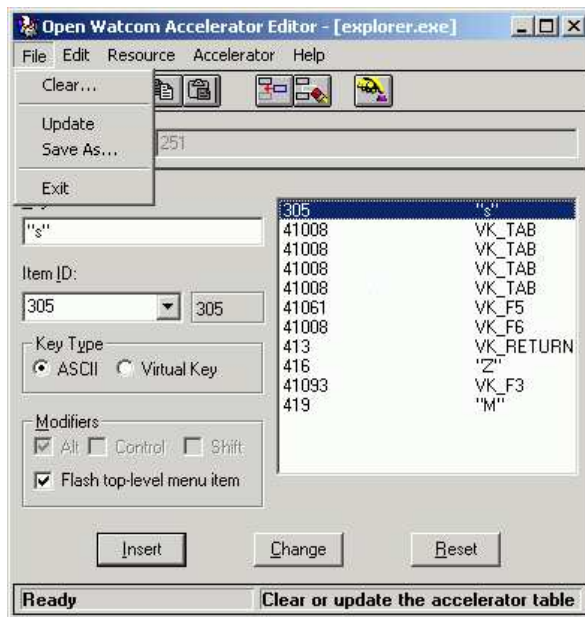 Open Watcom Accelerator Editor - [explorer.exe]
File Edit Resource Accelerator Help
Clear...
Update
Save As...
Exit
251
"s"
Item ID:
305 305
Key Type
ASCII Virtual Key
Modifiers
Alt Control Shift
Flash top-level menu item
305 "s"
41008 VK_TAB
41008 VK_TAB
41008 VK_TAB
41008 VK_TAB
41061 VK_F5
41008 VK_F6
413 VK_RETURN
416 "Z"
41093 VK_F3
419 "M"
Insert Change Reset
Ready Clear or update the accelerator table